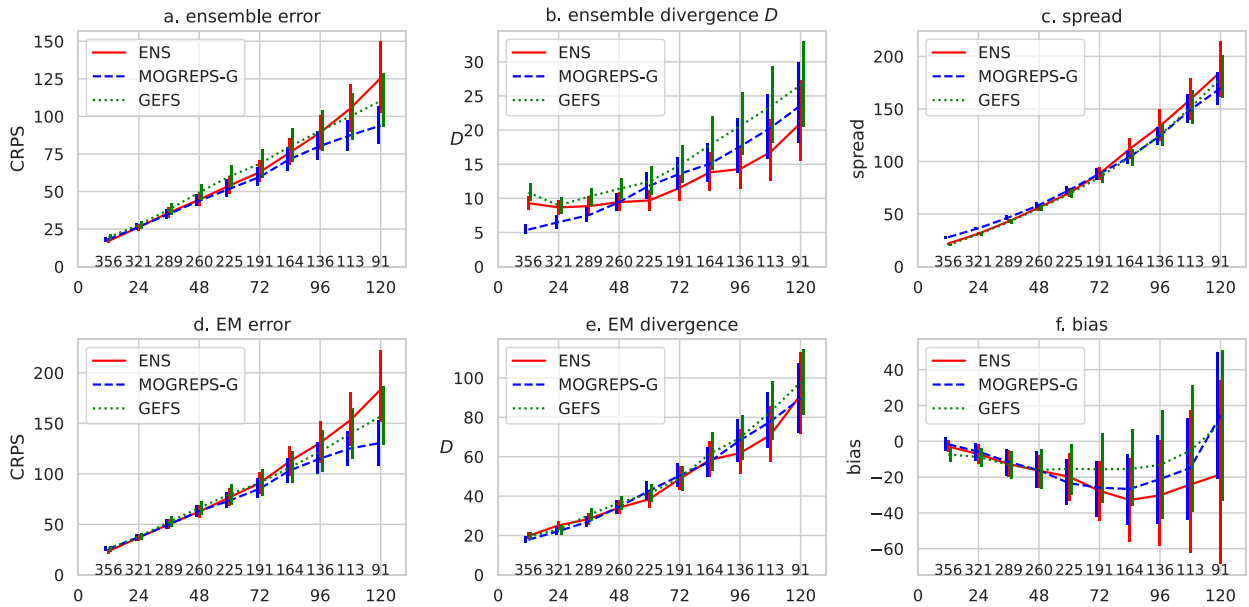 a. ensemble error
CRPS
150
125
100
75
50
25
0
ENS
MOGREPS-G
GEFS
356 321 289 260 225 191 164 136 113 91
0 24 48 72 96 120
b. ensemble divergence D
D
30
25
20
15
10
5
0
ENS
MOGREPS-G
GEFS
356 321 289 260 225 191 164 136 113 91
0 24 48 72 96 120
c. spread
spread
200
150
100
50
0
ENS
MOGREPS-G
GEFS
356 321 289 260 225 191 164 136 113 91
0 24 48 72 96 120
d. EM error
CRPS
200
150
100
50
0
ENS
MOGREPS-G
GEFS
356 321 289 260 225 191 164 136 113 91
0 24 48 72 96 120
e. EM divergence
D
100
80
60
40
20
0
ENS
MOGREPS-G
GEFS
356 321 289 260 225 191 164 136 113 91
0 24 48 72 96 120
f. bias
bias
40
20
0
−20
−40
−60
ENS
MOGREPS-G
GEFS
356 321 289 260 225 191 164 136 113 91
0 24 48 72 96 120